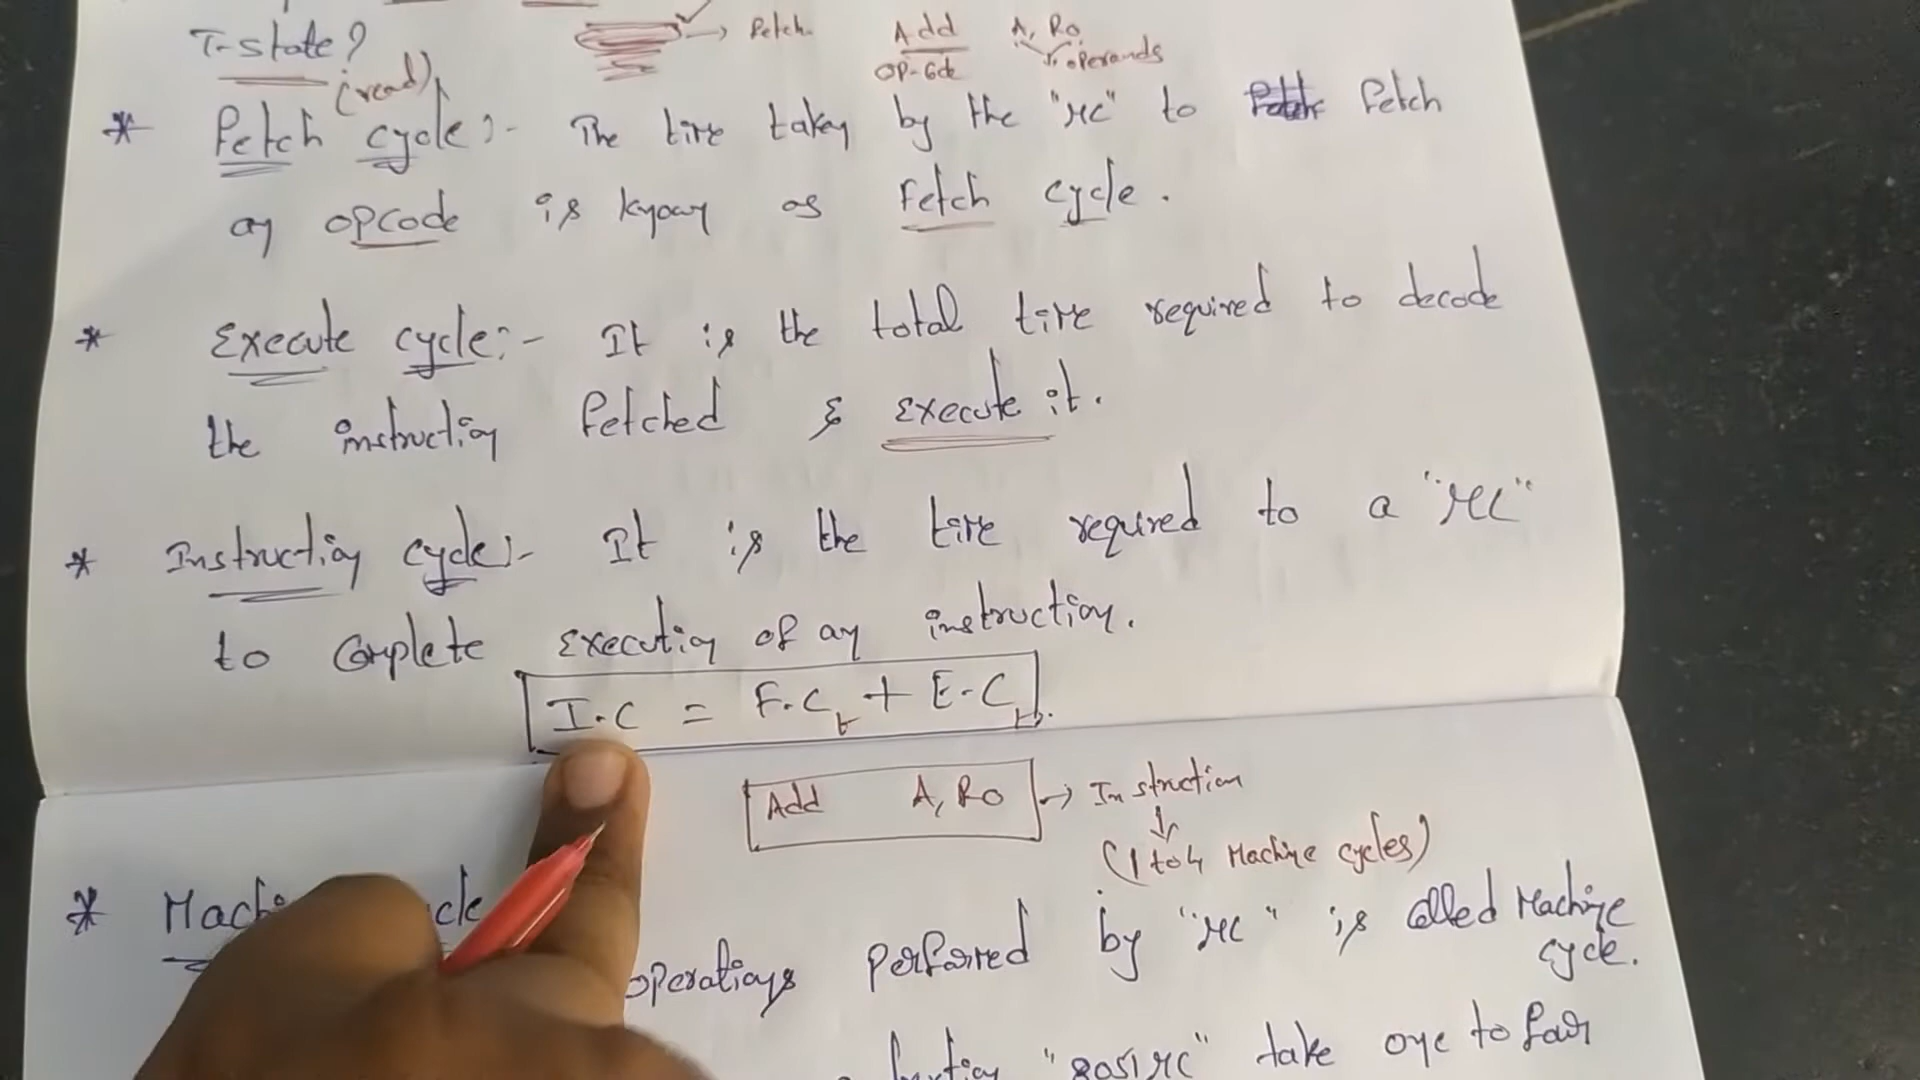 T-state? → Fetch. Add A, R0
(read) OP-Code operands
* Fetch cycle:- The time taken by the "μC" to fetch
an opcode is known as Fetch cycle.
* Execute cycle:- It is the total time required to decode
the instruction fetched & execute it.
* Instruction cycle:- It is the time required to a "μC"
to complete execution of an instruction.
I.C = F.Ct + E.Ct.
Add A, R0 → Instruction
(1 to 4 Machine cycles)
* operations performed by "μC" is called Machine
cycle.
"8051 μC" take one to four